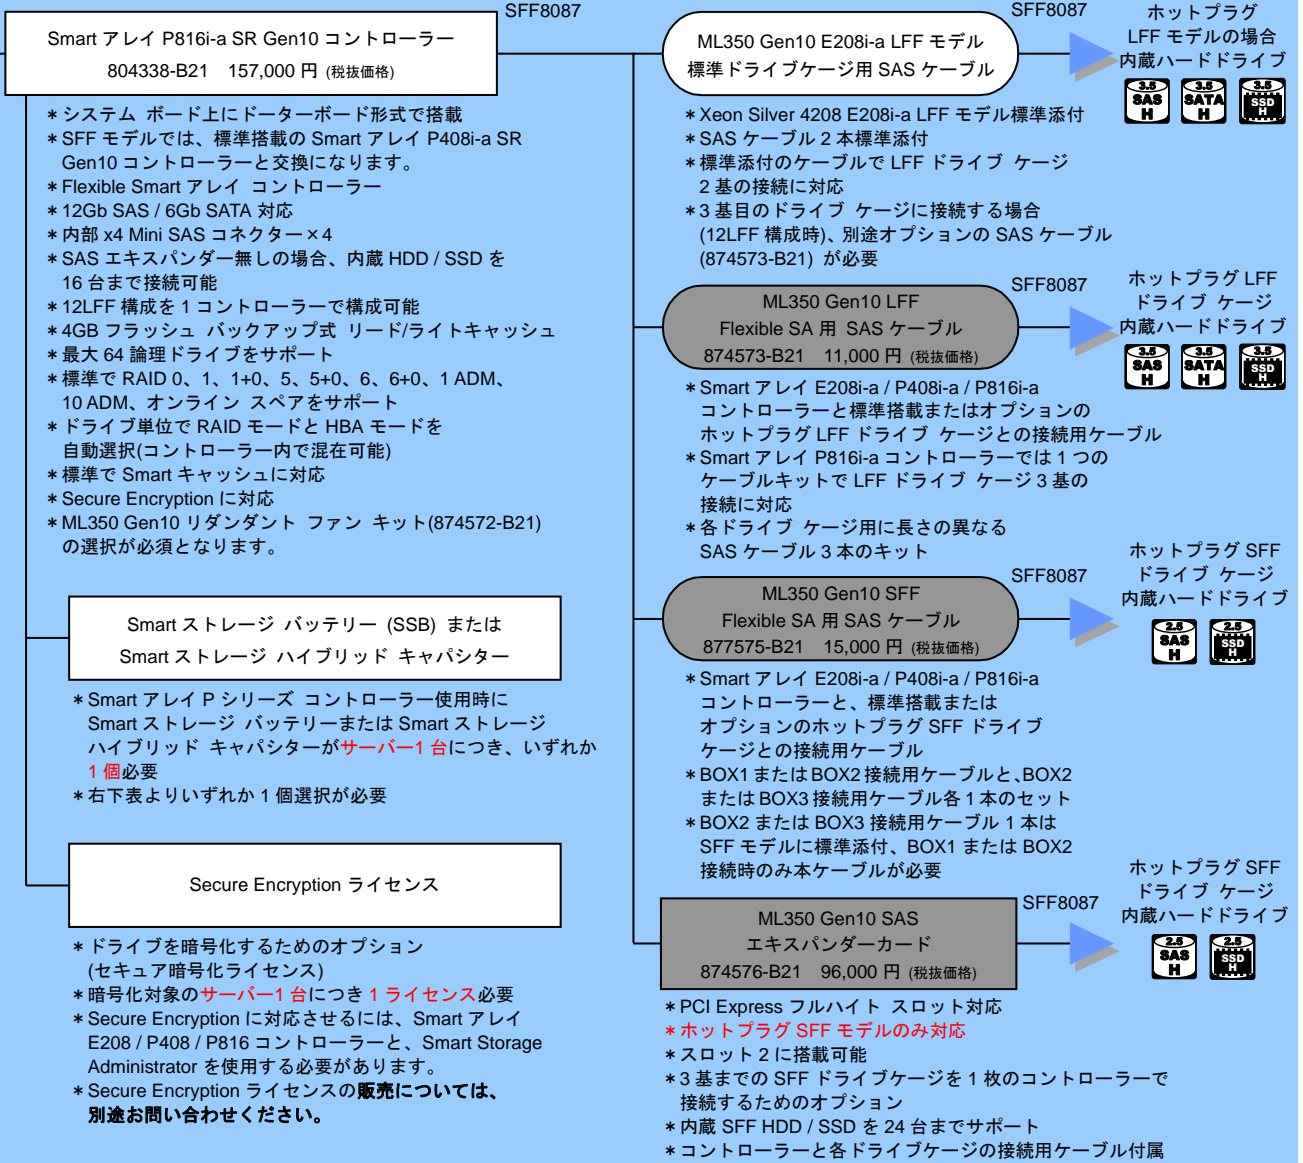 SFF8087
Smart アレイ P816i-a SR Gen10 コントローラー
804338-B21 157,000 円 (税抜価格)
*システム ボード上にドーターボード形式で搭載
*SFF モデルでは、標準搭載の Smart アレイ P408i-a SR
Gen10 コントローラーと交換になります。
*Flexible Smart アレイ コントローラー
*12Gb SAS / 6Gb SATA 対応
*内部 x4 Mini SAS コネクター×4
*SAS エキスパンダー無しの場合、内蔵 HDD / SSD を
16 台まで接続可能
*12LFF 構成を 1 コントローラーで構成可能
*4GB フラッシュ バックアップ式 リード/ライトキャッシュ
*最大 64 論理ドライブをサポート
*標準で RAID 0、1、1+0、5、5+0、6、6+0、1 ADM、
10 ADM、オンライン スペアをサポート
*ドライブ単位で RAID モードと HBA モードを
自動選択(コントローラー内で混在可能)
*標準で Smart キャッシュに対応
*Secure Encryption に対応
*ML350 Gen10 リダンダント ファン キット(874572-B21)
の選択が必須となります。
Smart ストレージ バッテリー (SSB) または
Smart ストレージ ハイブリッド キャパシター
*Smart アレイ P シリーズ コントローラー使用時に
Smart ストレージ バッテリーまたは Smart ストレージ
ハイブリッド キャパシターがサーバー1 台につき、いずれか
1 個必要
*右下表よりいずれか 1 個選択が必要
Secure Encryption ライセンス
*ドライブを暗号化するためのオプション
(セキュア暗号化ライセンス)
*暗号化対象のサーバー1 台につき 1 ライセンス必要
*Secure Encryption に対応させるには、Smart アレイ
E208 / P408 / P816 コントローラーと、Smart Storage
Administrator を使用する必要があります。
*Secure Encryption ライセンスの販売については、
別途お問い合わせください。
SFF8087
ML350 Gen10 E208i-a LFF モデル
標準ドライブケージ用 SAS ケーブル
ホットプラグ
LFF モデルの場合
内蔵ハードドライブ
3.5 SAS H
3.5 SATA H
3.5 SSD H
*Xeon Silver 4208 E208i-a LFF モデル標準添付
*SAS ケーブル 2 本標準添付
*標準添付のケーブルで LFF ドライブ ケージ
2 基の接続に対応
*3 基目のドライブ ケージに接続する場合
(12LFF 構成時)、別途オプションの SAS ケーブル
(874573-B21) が必要
SFF8087
ML350 Gen10 LFF
Flexible SA 用 SAS ケーブル
874573-B21 11,000 円 (税抜価格)
ホットプラグ LFF
ドライブ ケージ
内蔵ハードドライブ
3.5 SAS H
3.5 SATA H
3.5 SSD H
*Smart アレイ E208i-a / P408i-a / P816i-a
コントローラーと標準搭載またはオプションの
ホットプラグ LFF ドライブ ケージとの接続用ケーブル
*Smart アレイ P816i-a コントローラーでは 1 つの
ケーブルキットで LFF ドライブ ケージ 3 基の
接続に対応
*各ドライブ ケージ用に長さの異なる
SAS ケーブル 3 本のキット
SFF8087
ML350 Gen10 SFF
Flexible SA 用 SAS ケーブル
877575-B21 15,000 円 (税抜価格)
ホットプラグ SFF
ドライブ ケージ
内蔵ハードドライブ
2.5 SAS H
2.5 SSD H
*Smart アレイ E208i-a / P408i-a / P816i-a
コントローラーと、標準搭載または
オプションのホットプラグ SFF ドライブ
ケージとの接続用ケーブル
*BOX1 または BOX2 接続用ケーブルと、BOX2
または BOX3 接続用ケーブル各 1 本のセット
*BOX2 または BOX3 接続用ケーブル 1 本は
SFF モデルに標準添付、BOX1 または BOX2
接続時のみ本ケーブルが必要
SFF8087
ML350 Gen10 SAS
エキスパンダーカード
874576-B21 96,000 円 (税抜価格)
ホットプラグ SFF
ドライブ ケージ
内蔵ハードドライブ
2.5 SAS H
2.5 SSD H
*PCI Express フルハイト スロット対応
*ホットプラグ SFF モデルのみ対応
*スロット 2 に搭載可能
*3 基までの SFF ドライブケージを 1 枚のコントローラーで
接続するためのオプション
*内蔵 SFF HDD / SSD を 24 台までサポート
*コントローラーと各ドライブケージの接続用ケーブル付属